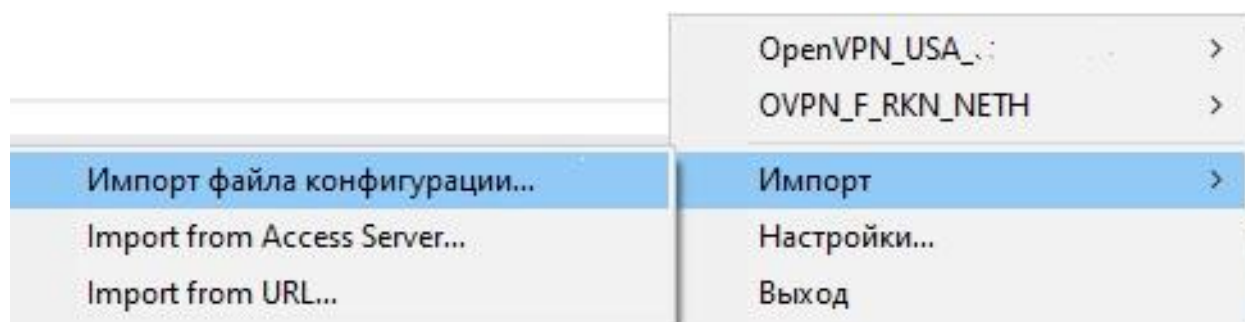 OpenVPN_USA_
OVPN_F_RKN_NETH
Импорт
Настройки...
Выход
Импорт файла конфигурации...
Import from Access Server...
Import from URL...